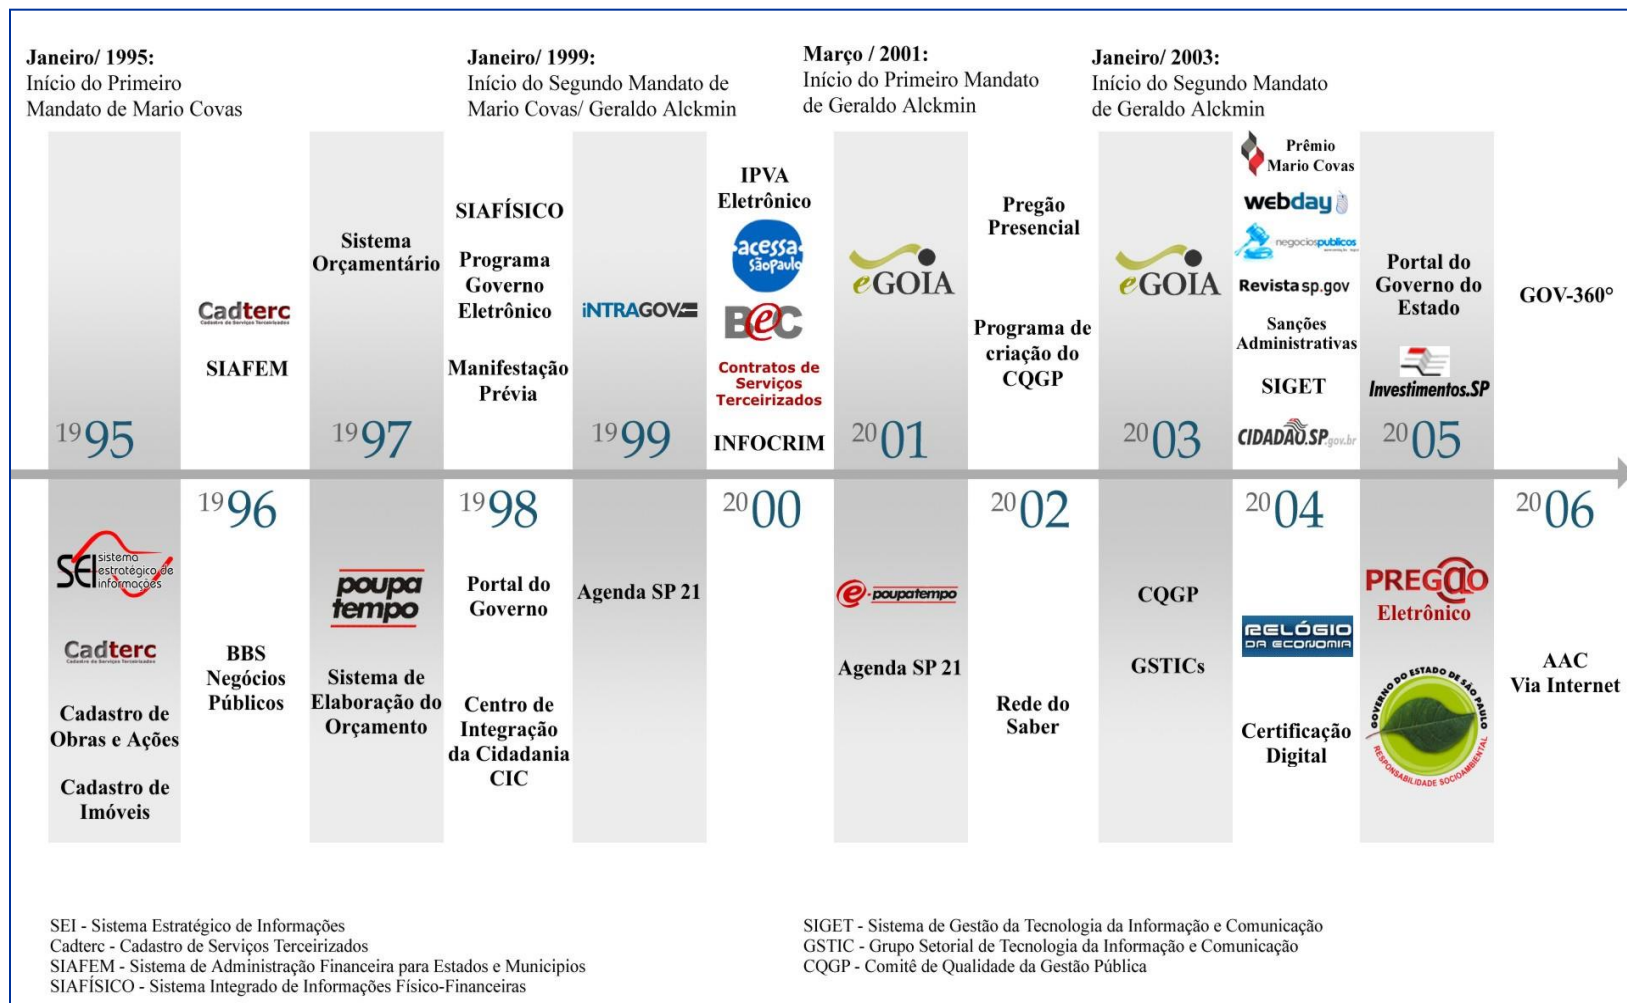 Janeiro/ 1995:
Início do Primeiro
Mandato de Mario Covas
Janeiro/ 1999:
Início do Segundo Mandato de
Mario Covas/ Geraldo Alckmin
Março / 2001:
Início do Primeiro Mandato
de Geraldo Alckmin
Janeiro/ 2003:
Início do Segundo Mandato
de Geraldo Alckmin
1995
SEI sistema
estratégico de
informações
Cadterc
Cadastro de Serviços Terceirizados
Cadastro de
Obras e Ações
Cadastro de
Imóveis
Cadterc
Cadastro de Serviços Terceirizados
SIAFEM
1996
BBS
Negócios
Públicos
Sistema
Orçamentário
1997
poupa
tempo
Sistema de
Elaboração do
Orçamento
SIAFÍSICO
Programa
Governo
Eletrônico
Manifestação
Prévia
1998
Portal do
Governo
Centro de
Integração
da Cidadania
CIC
iNTRAGOV
1999
Agenda SP 21
IPVA
Eletrônico
acessa
sãoPaulo
BeC
Contratos de
Serviços
Terceirizados
INFOCRIM
2000
eGOIA
2001
e-poupatempo
Agenda SP 21
Pregão
Presencial
Programa de
criação do
CQGP
2002
Rede do
Saber
eGOIA
2003
CQGP
GSTICs
Prêmio
Mario Covas
webday
negociospublicos
Revista sp.gov
Sanções
Administrativas
SIGET
CIDADÃO.SP.gov.br
2004
RELÓGIO
DA ECONOMIA
Certificação
Digital
Portal do
Governo do
Estado
Investimentos.SP
2005
PREG@O
Eletrônico
GOVERNO DO ESTADO DE SÃO PAULO
RESPONSABILIDADE SOCIOAMBIENTAL
GOV-360°
2006
AAC
Via Internet
SEI - Sistema Estratégico de Informações
Cadterc - Cadastro de Serviços Terceirizados
SIAFEM - Sistema de Administração Financeira para Estados e Municipios
SIAFÍSICO - Sistema Integrado de Informações Físico-Financeiras
SIGET - Sistema de Gestão da Tecnologia da Informação e Comunicação
GSTIC - Grupo Setorial de Tecnologia da Informação e Comunicação
CQGP - Comitê de Qualidade da Gestão Pública